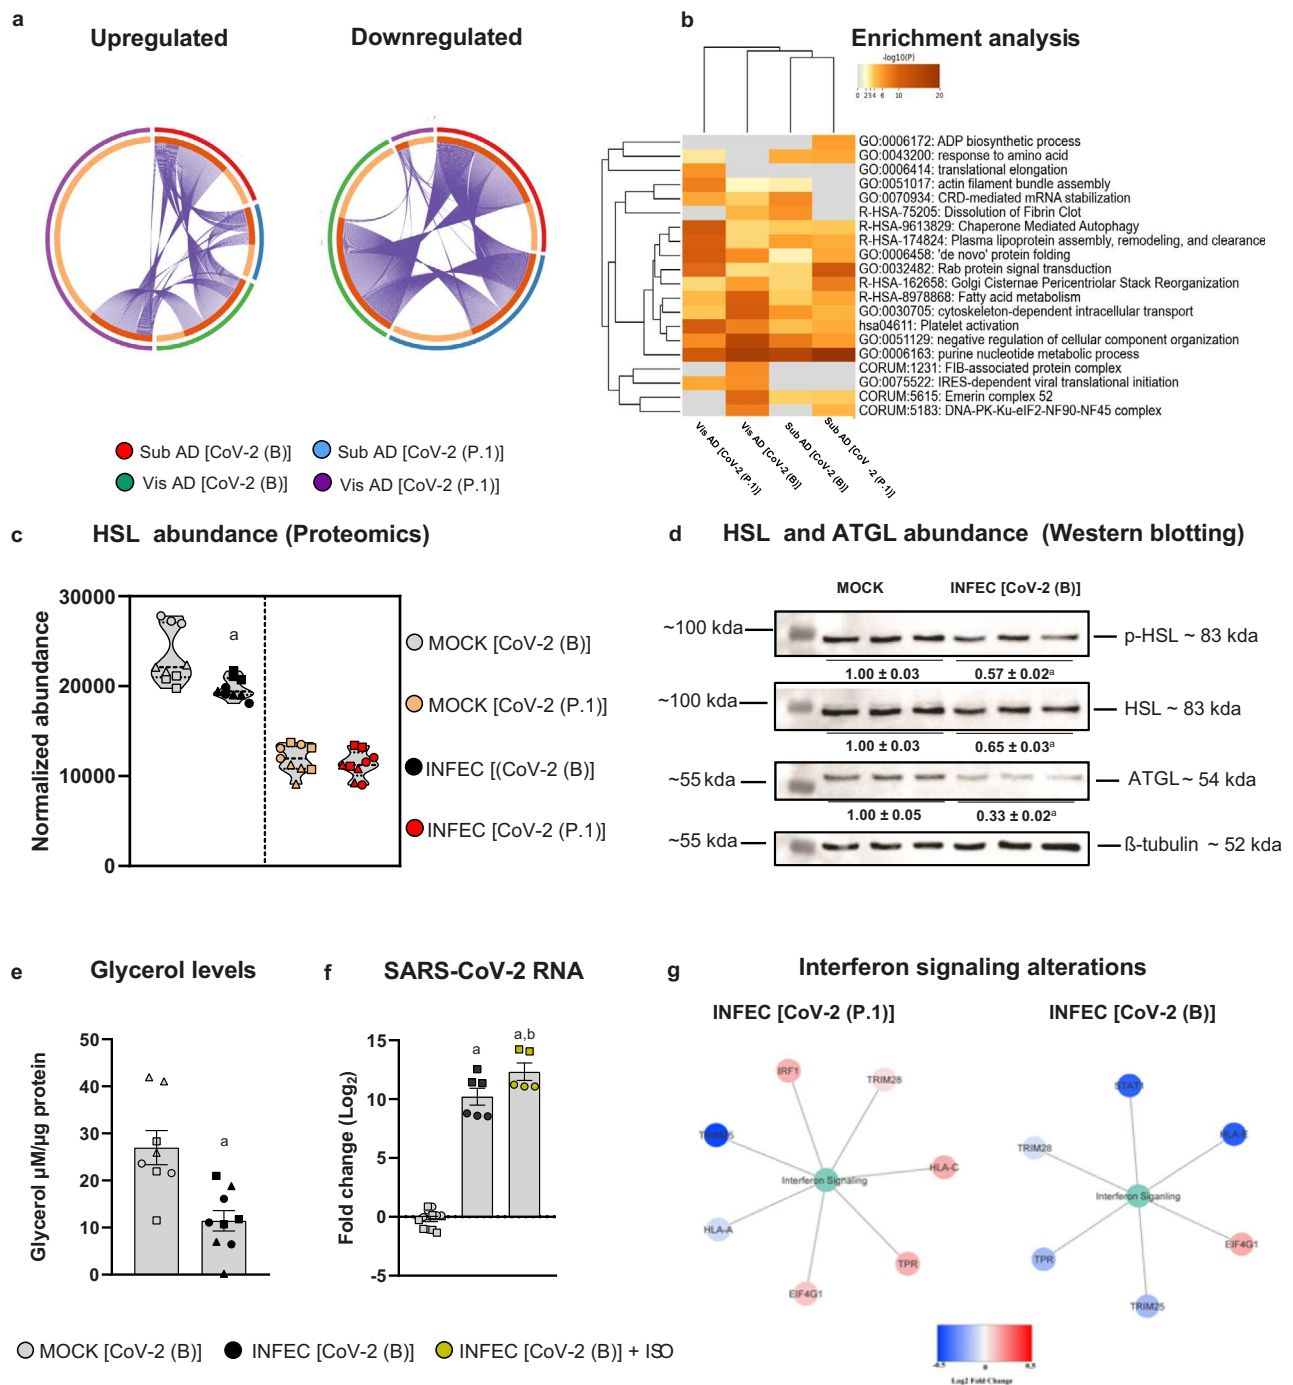 a
Upregulated
Downregulated
Sub AD [CoV-2 (B)]
Sub AD [CoV-2 (P.1)]
Vis AD [CoV-2 (B)]
Vis AD [CoV-2 (P.1)]
b
Enrichment analysis
-log10(P)
0 2 3 4 6 10 20
GO:0006172: ADP biosynthetic process
GO:0043200: response to amino acid
GO:0006414: translational elongation
GO:0051017: actin filament bundle assembly
GO:0070934: CRD-mediated mRNA stabilization
R-HSA-75205: Dissolution of Fibrin Clot
R-HSA-9613829: Chaperone Mediated Autophagy
R-HSA-174824: Plasma lipoprotein assembly, remodeling, and clearance
GO:0006458: 'de novo' protein folding
GO:0032482: Rab protein signal transduction
R-HSA-162658: Golgi Cisternae Pericentriolar Stack Reorganization
R-HSA-8978868: Fatty acid metabolism
GO:0030705: cytoskeleton-dependent intracellular transport
hsa04611: Platelet activation
GO:0051129: negative regulation of cellular component organization
GO:0006163: purine nucleotide metabolic process
CORUM:1231: FIB-associated protein complex
GO:0075522: IRES-dependent viral translational initiation
CORUM:5615: Emerin complex 52
CORUM:5183: DNA-PK-Ku-eIF2-NF90-NF45 complex
Vis AD [CoV-2 (P.1)]
Vis AD [CoV-2 (B)]
Sub AD [CoV-2 (B)]
Sub AD [CoV -2 (P.1)]
c
HSL abundance (Proteomics)
Normalized abundance
30000
20000
10000
0
a
MOCK [CoV-2 (B)]
MOCK [CoV-2 (P.1)]
INFEC [(CoV-2 (B)]
INFEC [CoV-2 (P.1)]
d
HSL and ATGL abundance (Western blotting)
MOCK
INFEC [CoV-2 (B)]
~100 kda
p-HSL ~ 83 kda
1.00 ± 0.03
0.57 ± 0.02ᵃ
~100 kda
HSL ~ 83 kda
1.00 ± 0.03
0.65 ± 0.03ᵃ
~55 kda
ATGL ~ 54 kda
1.00 ± 0.05
0.33 ± 0.02ᵃ
~55 kda
ß-tubulin ~ 52 kda
e
Glycerol levels
Glycerol µM/µg protein
50
40
30
20
10
0
a
f
SARS-CoV-2 RNA
Fold change (Log₂)
15
10
5
0
-5
a
a,b
MOCK [CoV-2 (B)]
INFEC [CoV-2 (B)]
INFEC [CoV-2 (B)] + ISO
g
Interferon signaling alterations
INFEC [CoV-2 (P.1)]
IRF1
TRIM28
TRIM25
HLA-C
Interferon Signaling
HLA-A
TPR
EIF4G1
INFEC [CoV-2 (B)]
STAT1
HLA-E
TRIM28
Interferon Siganling
EIF4G1
TPR
TRIM25
-0.5
0
0.5
Log2 Fold Change